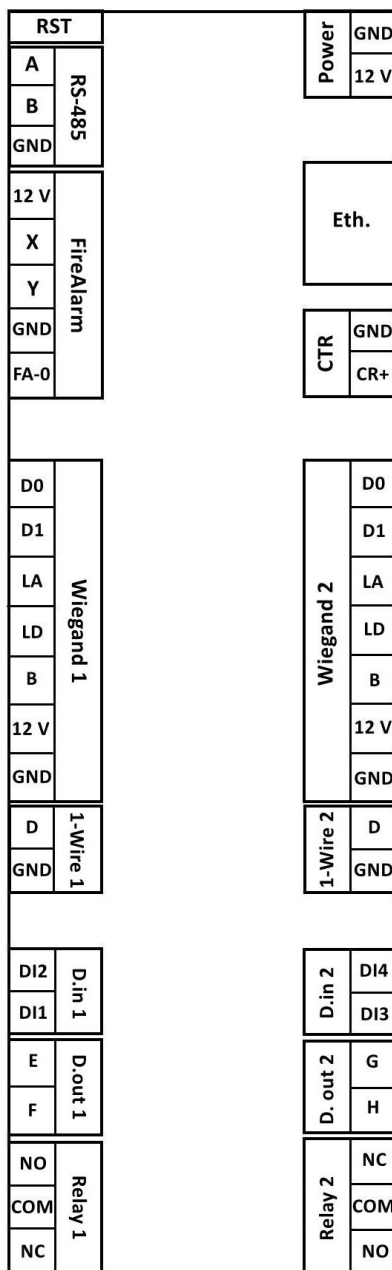 RST
A
B
GND
RS-485
12 V
X
Y
GND
FA-0
FireAlarm
D0
D1
LA
LD
B
12 V
GND
Wiegand 1
D
GND
1-Wire 1
DI2
DI1
D.in 1
E
F
D.out 1
NO
COM
NC
Relay 1
Power
GND
12 V
Eth.
CTR
GND
CR+
Wiegand 2
D0
D1
LA
LD
B
12 V
GND
1-Wire 2
D
GND
D.in 2
DI4
DI3
D. out 2
G
H
Relay 2
NC
COM
NO